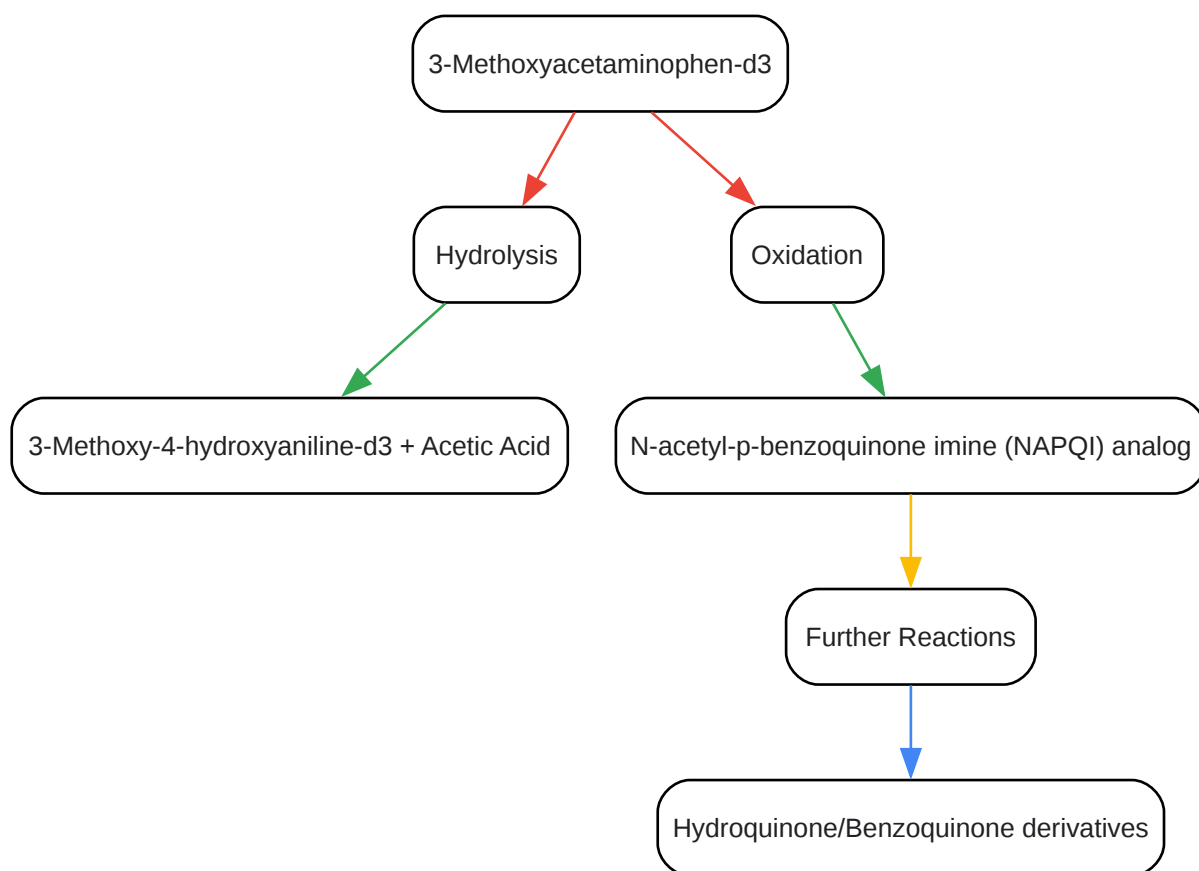 3-Methoxyacetaminophen-d3
Hydrolysis
Oxidation
3-Methoxy-4-hydroxyaniline-d3 + Acetic Acid
N-acetyl-p-benzoquinone imine (NAPQI) analog
Further Reactions
Hydroquinone/Benzoquinone derivatives